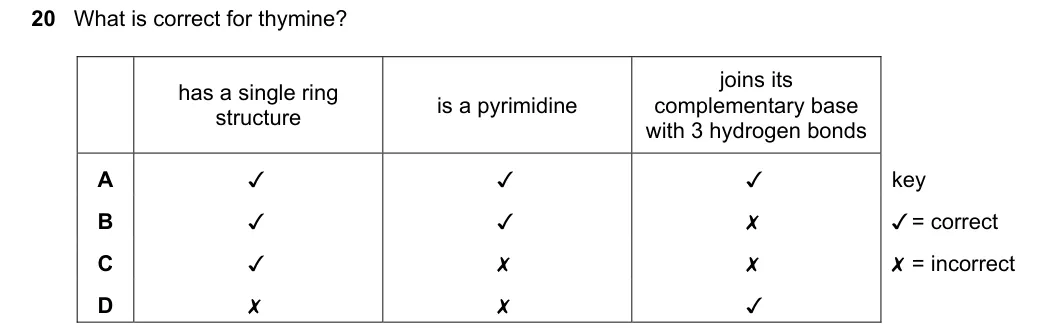 20 What is correct for thymine?
has a single ring structure
is a pyrimidine
joins its complementary base with 3 hydrogen bonds
A ✓ ✓ ✓ key
B ✓ ✓ ✗ ✓ = correct
C ✓ ✗ ✗ ✗ = incorrect
D ✗ ✗ ✓